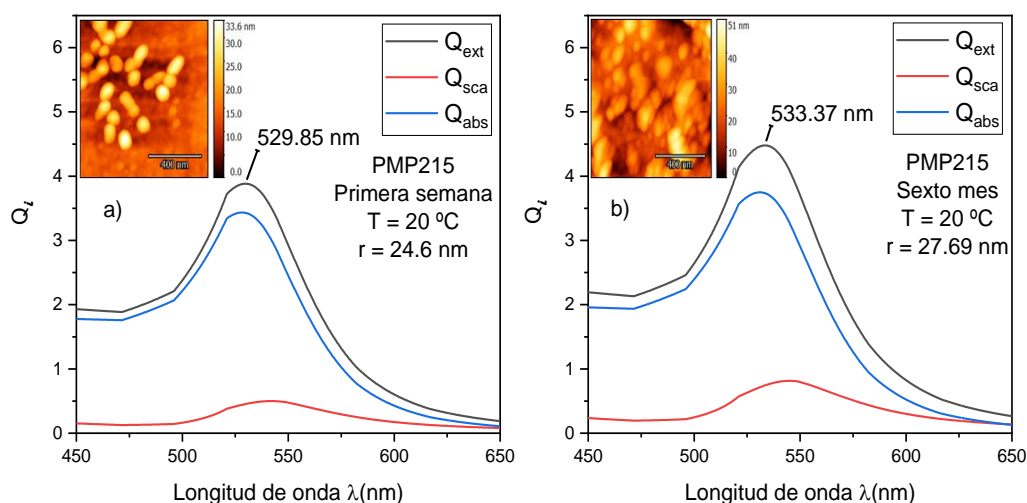 33.6 nm
30.0
25.0
20.0
15.0
10.0
0.0
400 nm
Q_ext
Q_sca
Q_abs
529.85 nm
a)
PMP215
Primera semana
T = 20 ºC
r = 24.6 nm
6
5
4
3
2
1
0
Q_i
450 500 550 600 650
Longitud de onda λ(nm)
51 nm
40
30
20
10
0
400 nm
Q_ext
Q_sca
Q_abs
533.37 nm
b)
PMP215
Sexto mes
T = 20 ºC
r = 27.69 nm
6
5
4
3
2
1
0
Q_i
450 500 550 600 650
Longitud de onda λ(nm)